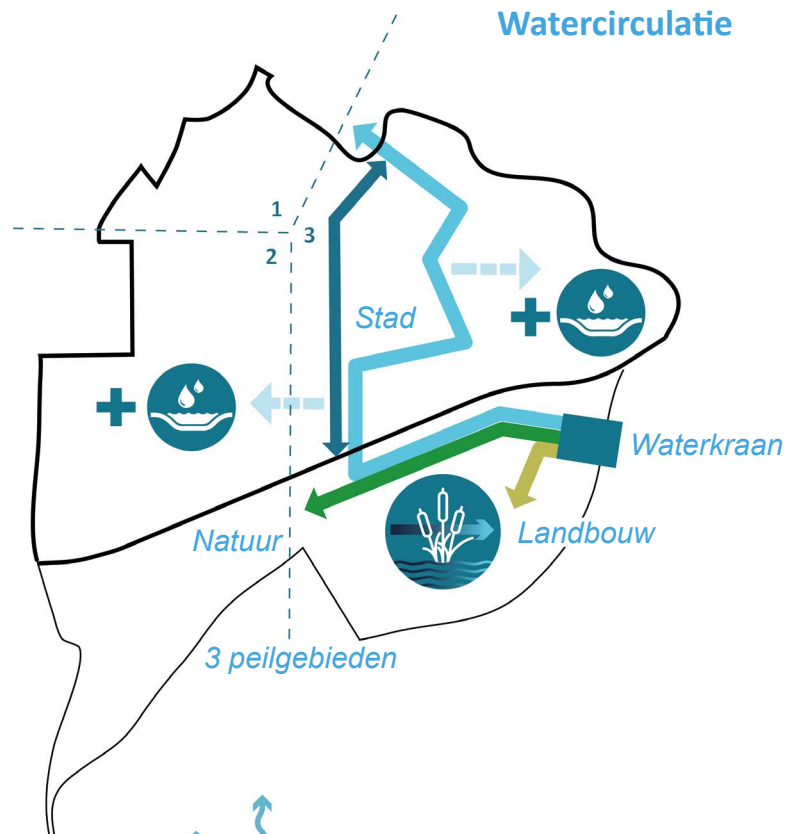 Watercirculatie
1
3
2
Stad
Waterkraan
Natuur
Landbouw
3 peilgebieden